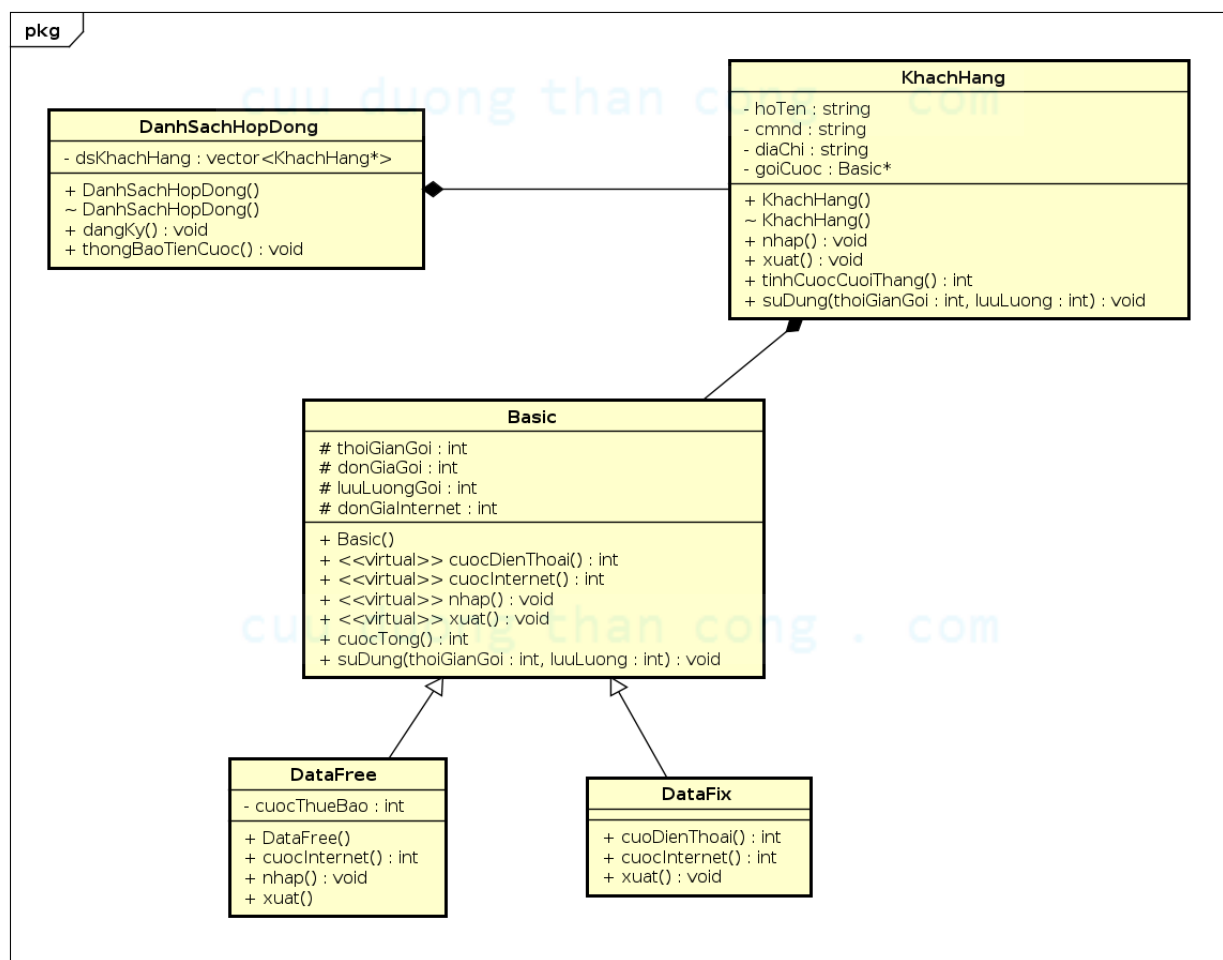 pkg
cuu duong than cong . com
KhachHang
- hoTen : string
- cmnd : string
- diaChi : string
- goiCuoc : Basic*
+ KhachHang()
~ KhachHang()
+ nhap() : void
+ xuat() : void
+ tinhCuocCuoiThang() : int
+ suDung(thoiGianGoi : int, luuLuong : int) : void
DanhSachHopDong
- dsKhachHang : vector<KhachHang*>
+ DanhSachHopDong()
~ DanhSachHopDong()
+ dangKy() : void
+ thongBaoTienCuoc() : void
Basic
# thoiGianGoi : int
# donGiaGoi : int
# luuLuongGoi : int
# donGiaInternet : int
+ Basic()
+ <<virtual>> cuocDienThoai() : int
+ <<virtual>> cuocInternet() : int
+ <<virtual>> nhap() : void
+ <<virtual>> xuat() : void
+ cuocTong() : int
+ suDung(thoiGianGoi : int, luuLuong : int) : void
cuu duong than cong . com
DataFree
- cuocThueBao : int
+ DataFree()
+ cuocInternet() : int
+ nhap() : void
+ xuat()
DataFix
+ cuoDienThoai() : int
+ cuocInternet() : int
+ xuat() : void